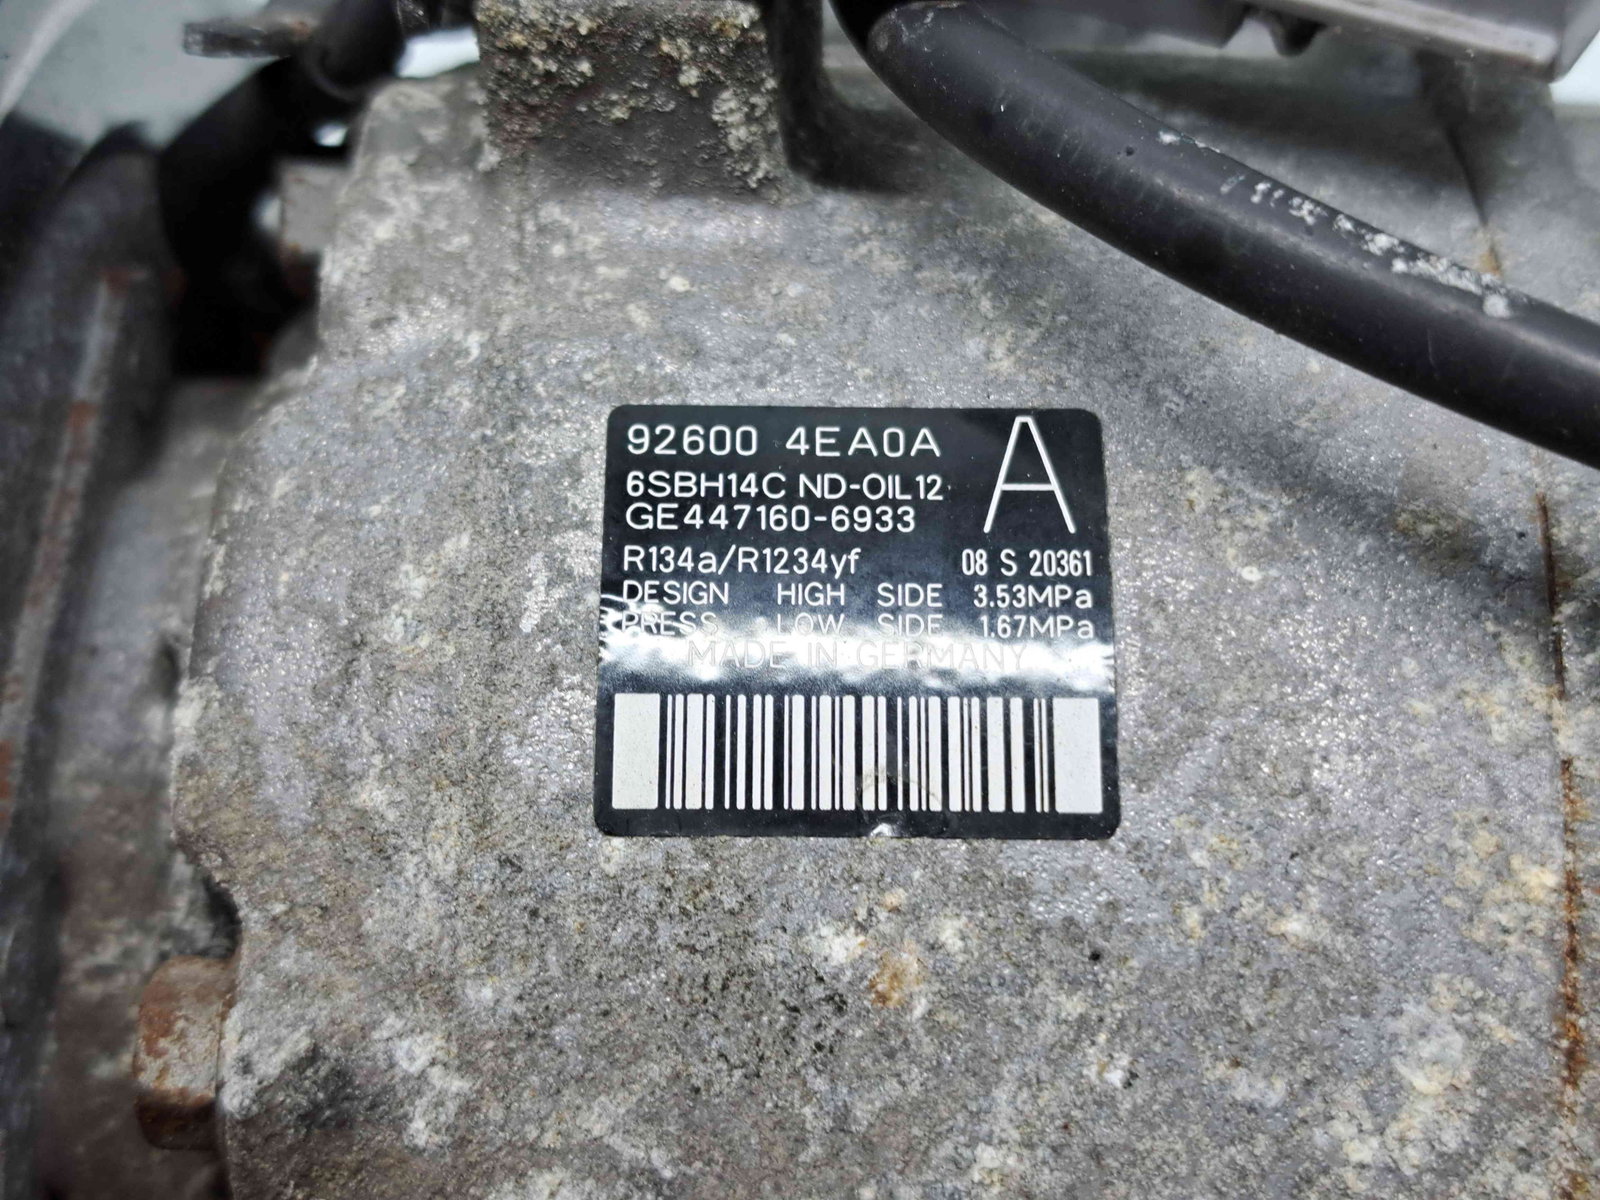 92600 4EA0A
A
6SBH14C ND-OIL12
GE447160-6933
R134a/R1234yf 08 S 20361
DESIGN HIGH SIDE 3.53MPa
PRESS LOW SIDE 1.67MPa
MADE IN GERMANY